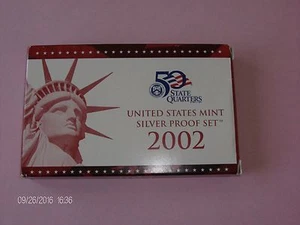 50
STATE
QUARTERS
UNITED STATES MINT
SILVER PROOF SET™
2002
09/26/2016 16:36